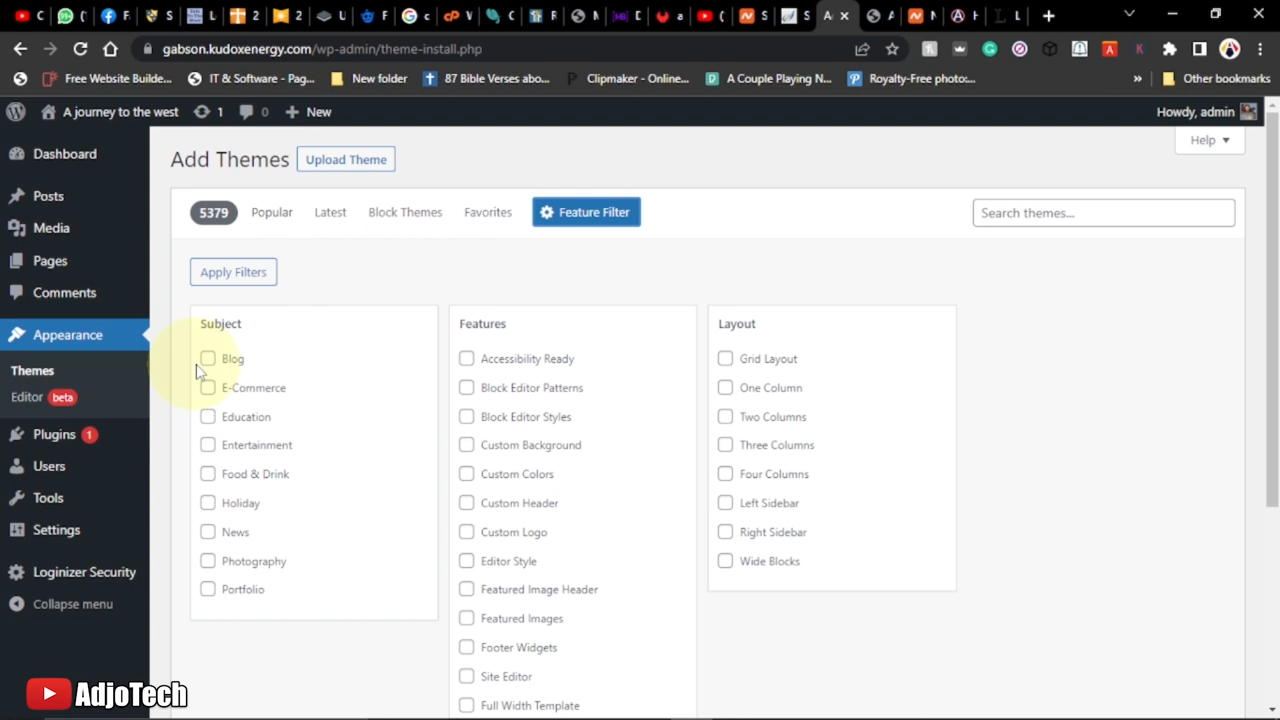 gabson.kudoxenergy.com/wp-admin/theme-install.php
Free Website Builde...
IT & Software - Pag...
New folder
87 Bible Verses abo...
Clipmaker - Online...
A Couple Playing N...
Royalty-Free photo:...
»
Other bookmarks
A journey to the west
1
0
New
Howdy, admin
Dashboard
Posts
Media
Pages
Comments
Appearance
Themes
Editor beta
Plugins 1
Users
Tools
Settings
Loginizer Security
Collapse menu
Help
Add Themes
Upload Theme
5379
Popular
Latest
Block Themes
Favorites
Feature Filter
Search themes...
Apply Filters
Subject
Blog
E-Commerce
Education
Entertainment
Food & Drink
Holiday
News
Photography
Portfolio
Features
Accessibility Ready
Block Editor Patterns
Block Editor Styles
Custom Background
Custom Colors
Custom Header
Custom Logo
Editor Style
Featured Image Header
Featured Images
Footer Widgets
Site Editor
Full Width Template
Layout
Grid Layout
One Column
Two Columns
Three Columns
Four Columns
Left Sidebar
Right Sidebar
Wide Blocks
AdjoTech